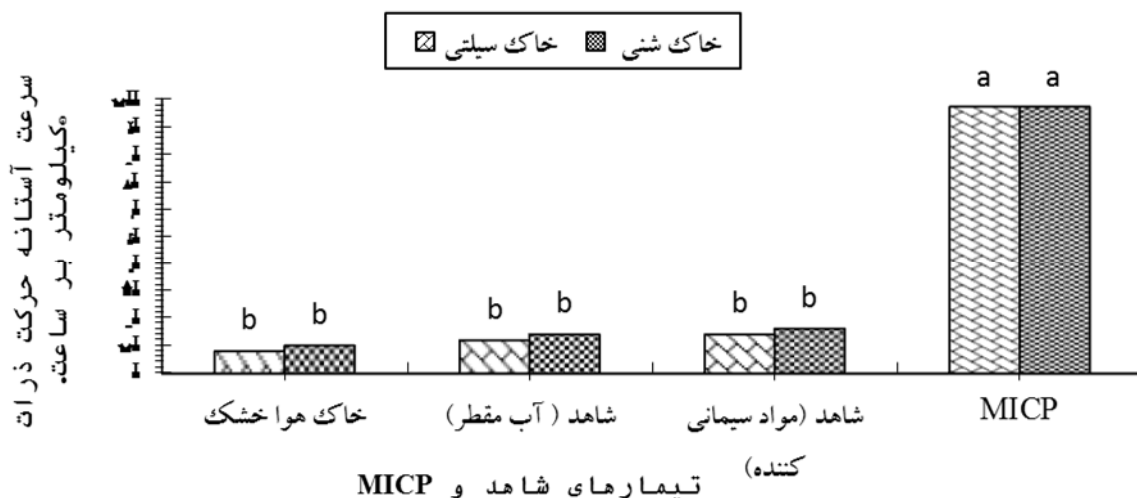 خاک سیلتی خاک شنی
سرعت آستانه حرکت ذرات
کیلومتر بر ساعت
b b b b b b a a
خاک هوا خشک
شاهد ( آب مقطر)
شاهد (مواد سیمانی
کننده)
MICP
تیمارهای شاهد و MICP